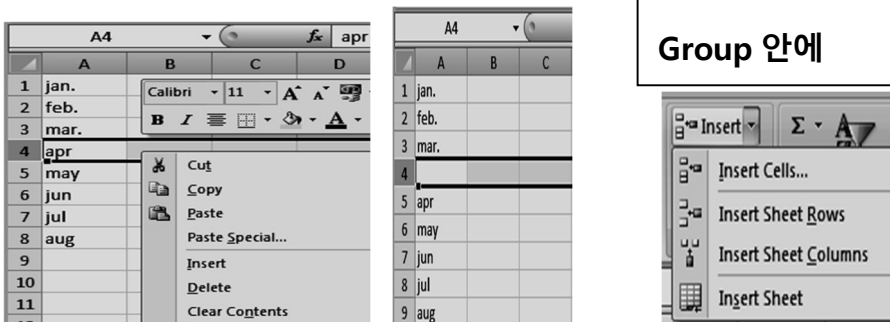 A4
fx apr
A B C D
1 jan.
2 feb.
3 mar.
4 apr
5 may
6 jun
7 jul
8 aug
9
10
11
Calibri 11 A A
B I A
Cut
Copy
Paste
Paste Special...
Insert
Delete
Clear Contents
A4
A B C
1 jan.
2 feb.
3 mar.
4
5 apr
6 may
7 jun
8 jul
9 aug
Group 안에
Insert Σ A
Insert Cells...
Insert Sheet Rows
Insert Sheet Columns
Insert Sheet